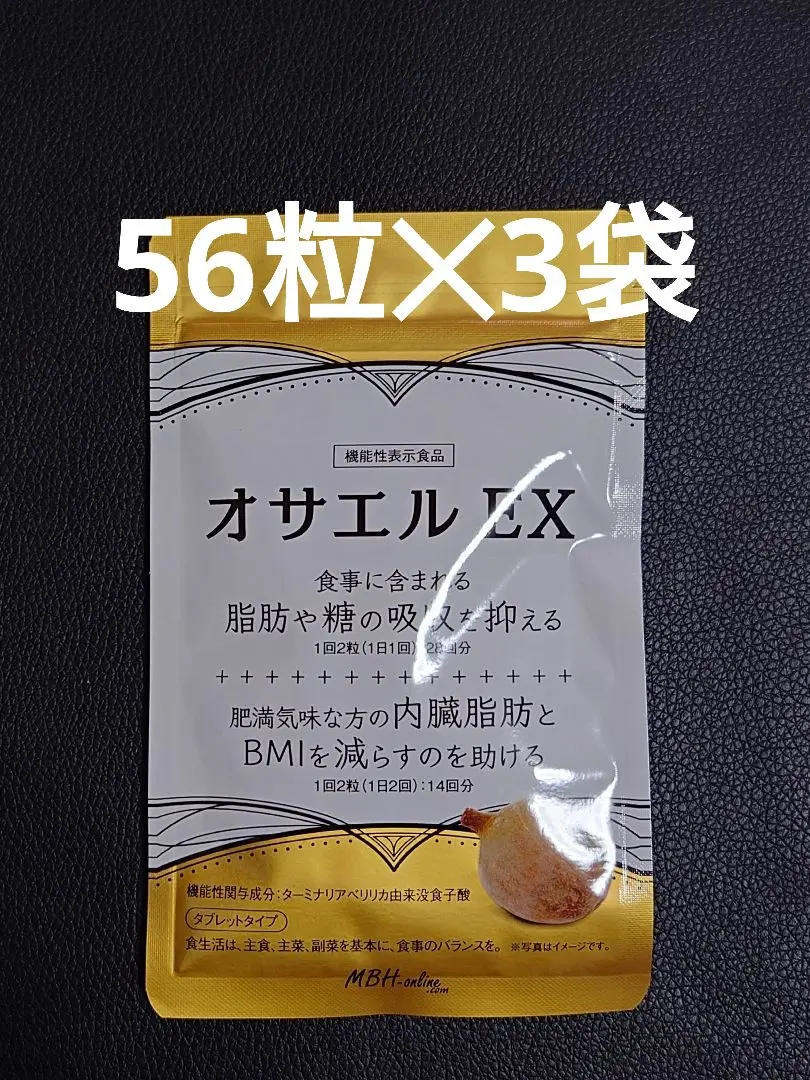 56粒×3袋
機能性表示食品
オサエル EX
食事に含まれる
脂肪や糖の吸収を抑える
1回2粒(1日1回):28回分
+ + + + + + + + + + + + + + +
肥満気味な方の内臓脂肪と
BMIを減らすのを助ける
1回2粒(1日2回):14回分
機能性関与成分:ターミナリアベリリカ由来没食子酸
タブレットタイプ
食生活は、主食、主菜、副菜を基本に、食事のバランスを。 ※写真はイメージです。
MBH-online.com